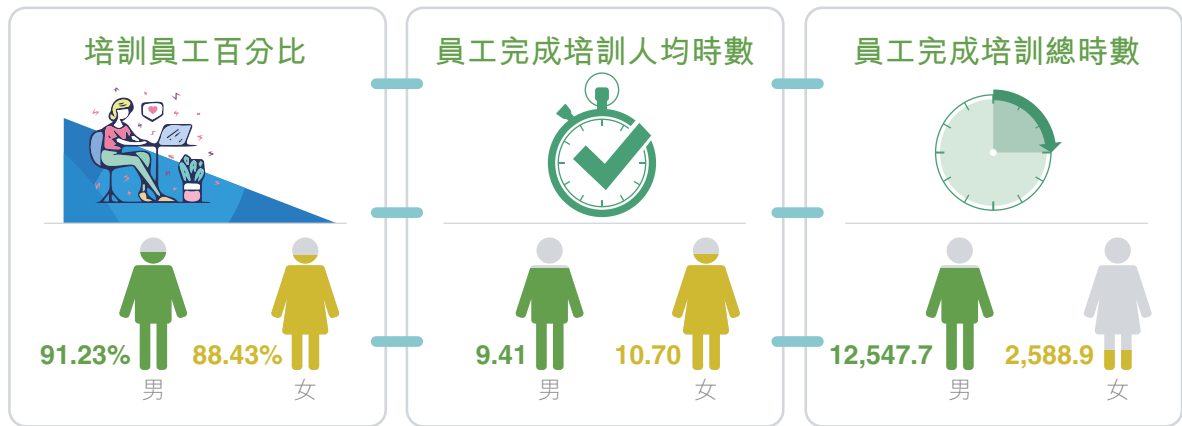 培訓員工百分比
91.23%
男
88.43%
女
員工完成培訓人均時數
9.41
男
10.70
女
員工完成培訓總時數
12,547.7
男
2,588.9
女